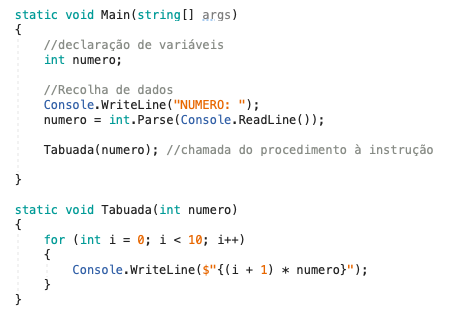 static void Main(string[] args)
{
//declaração de variáveis
int numero;
//Recolha de dados
Console.WriteLine("NUMERO: ");
numero = int.Parse(Console.ReadLine());
Tabuada(numero); //chamada do procedimento à instrução
}
static void Tabuada(int numero)
{
for (int i = 0; i < 10; i++)
{
Console.WriteLine($"{(i + 1) * numero}");
}
}